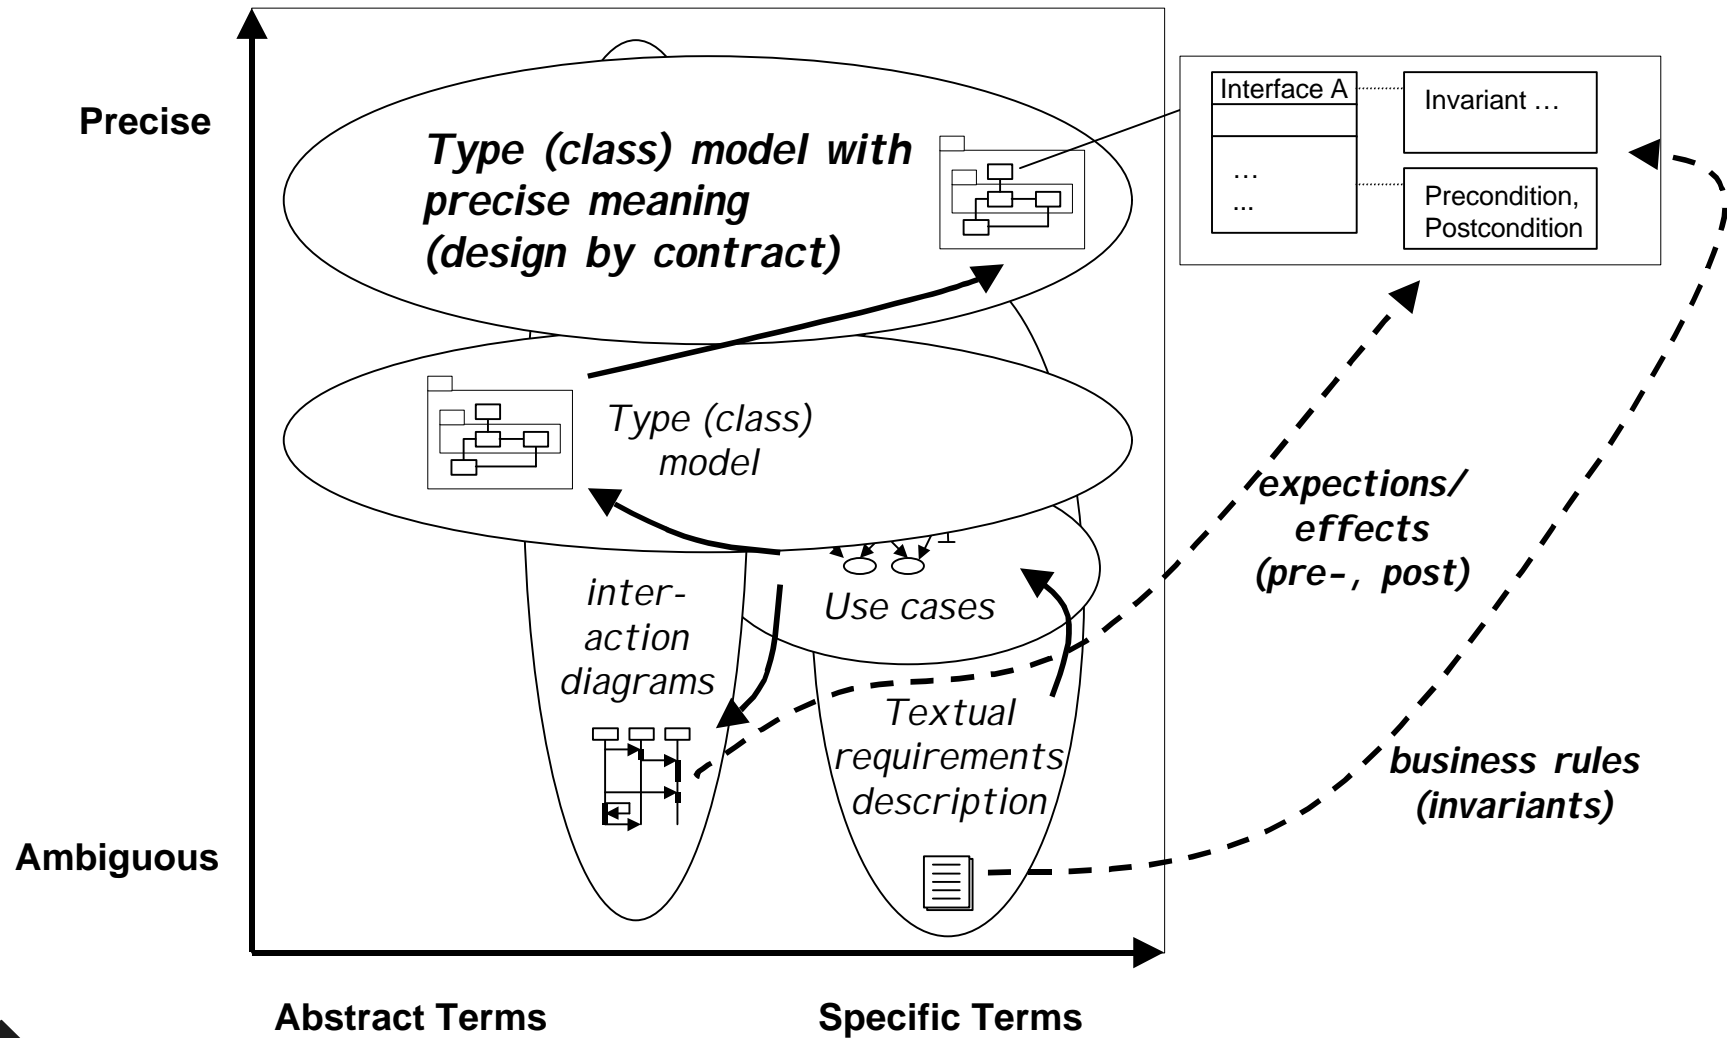 Precise
Type (class) model with
precise meaning
(design by contract)
Interface A
…
...
Invariant …
Precondition,
Postcondition
Type (class)
model
expections/
effects
(pre-, post)
inter-
action
diagrams
Use cases
Textual
requirements
description
business rules
(invariants)
Ambiguous
Abstract Terms
Specific Terms